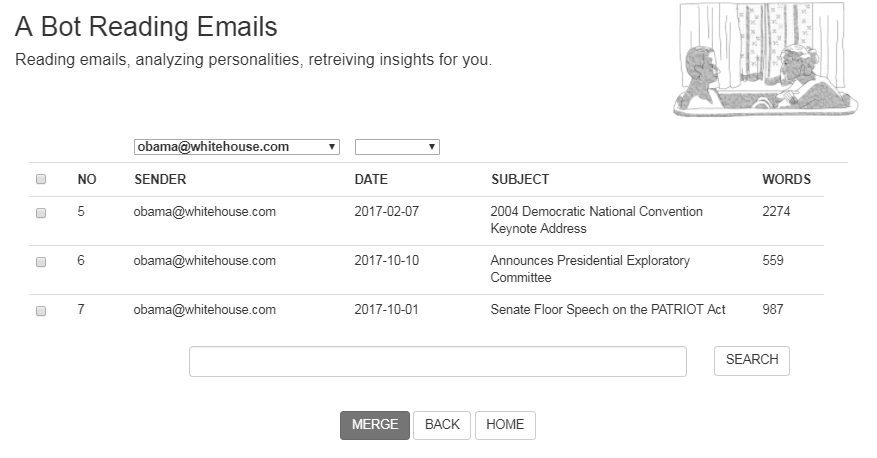 A Bot Reading Emails
Reading emails, analyzing personalities, retreiving insights for you.
obama@whitehouse.com
NO SENDER DATE SUBJECT WORDS
5 obama@whitehouse.com 2017-02-07 2004 Democratic National Convention 2274
Keynote Address
6 obama@whitehouse.com 2017-10-10 Announces Presidential Exploratory 559
Committee
7 obama@whitehouse.com 2017-10-01 Senate Floor Speech on the PATRIOT Act 987
SEARCH
MERGE BACK HOME